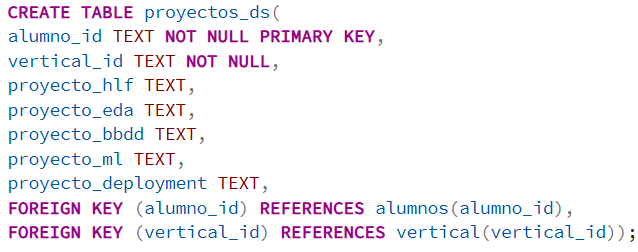 CREATE TABLE proyectos_ds(
alumno_id TEXT NOT NULL PRIMARY KEY,
vertical_id TEXT NOT NULL,
proyecto_hlf TEXT,
proyecto_eda TEXT,
proyecto_bbdd TEXT,
proyecto_ml TEXT,
proyecto_deployment TEXT,
FOREIGN KEY (alumno_id) REFERENCES alumnos(alumno_id),
FOREIGN KEY (vertical_id) REFERENCES vertical(vertical_id));